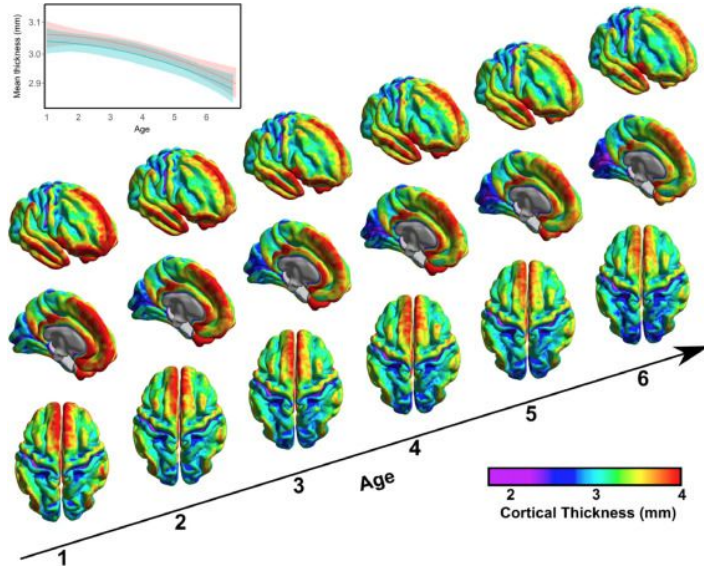 Mean thickness (mm)
3.1
3.0
2.9
1 2 3 4 5 6
Age
1 2 3 4 5 6
Age
2 3 4
Cortical Thickness (mm)